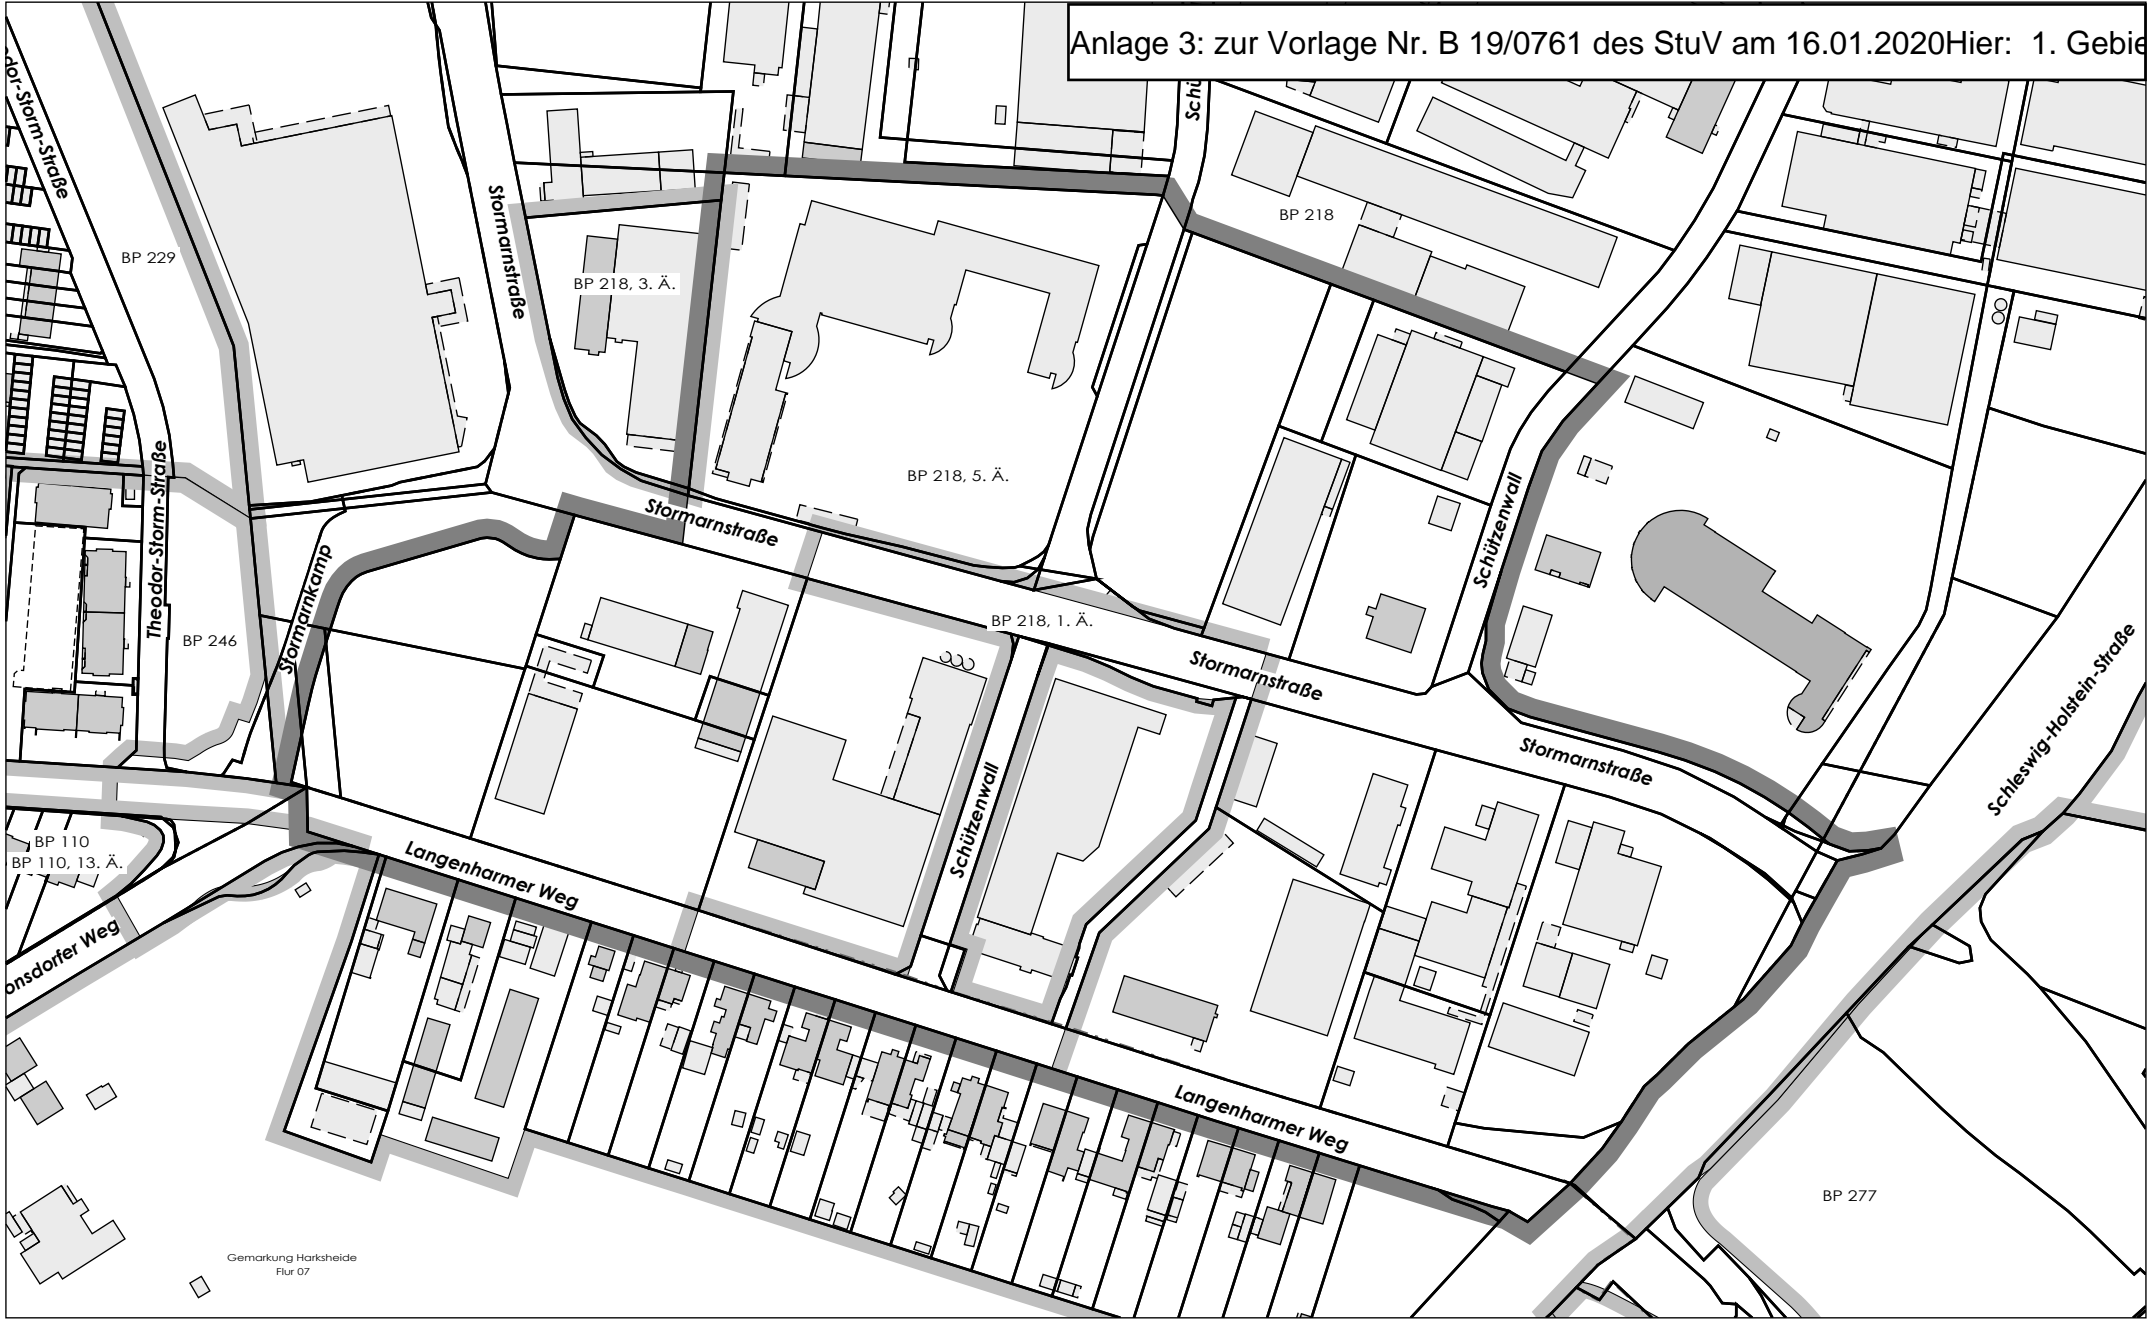 Anlage 3: zur Vorlage Nr. B 19/0761 des StuV am 16.01.2020Hier: 1. Gebie
dor-Storm-Straße
Schü
BP 218
BP 229
Stormarnstraße
BP 218, 3. Ä.
BP 218, 5. Ä.
Theodor-Storm-Straße
Stormarnstraße
Schützenwall
Stormarnkamp
BP 246
BP 218, 1. Ä.
Stormarnstraße
Stormarnstraße
Schleswig-Holstein-Straße
Schützenwall
BP 110
BP 110, 13. Ä.
Langenharmer Weg
onsdorfer Weg
Langenharmer Weg
BP 277
Gemarkung Harksheide
Flur 07